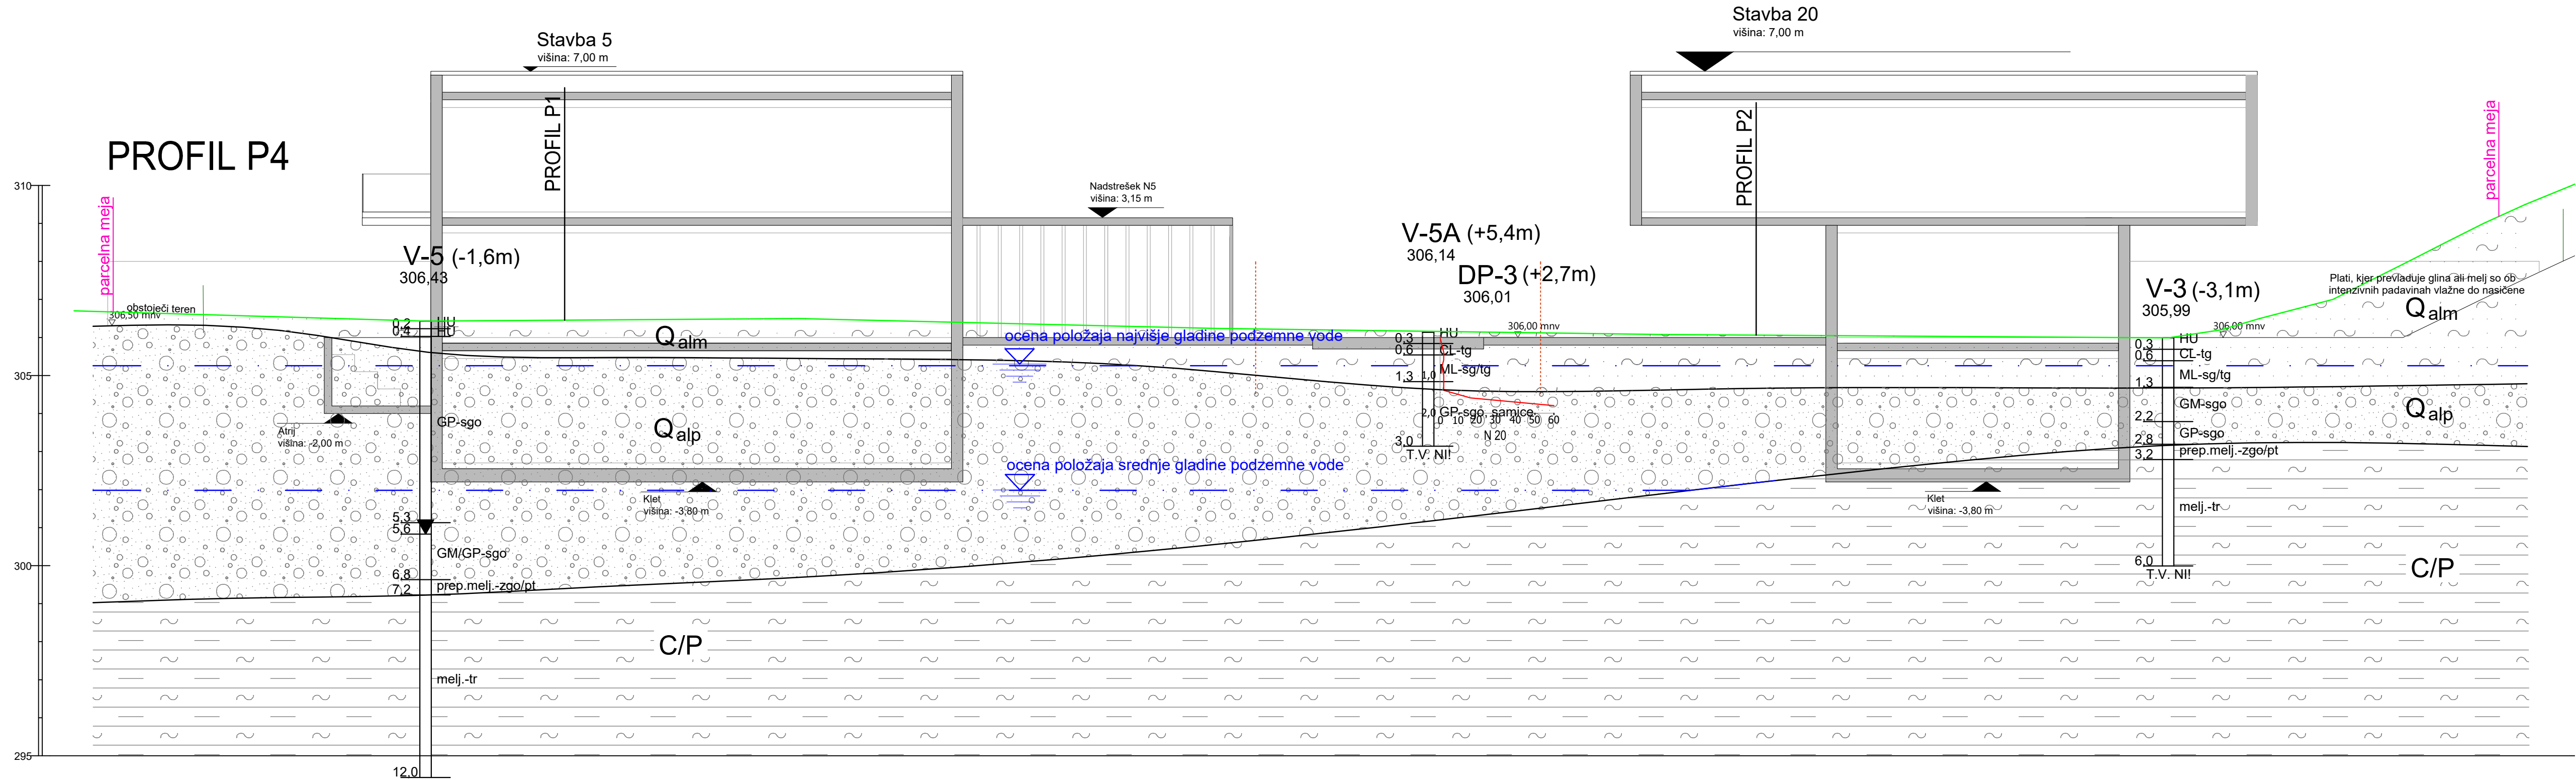 Stavba 5
višina: 7,00 m
Stavba 20
višina: 7,00 m
PROFIL P4
PROFIL P1
PROFIL P2
parcelna meja
parcelna meja
310
305
300
295
Nadstrešek N5
višina: 3,15 m
V-5 (-1,6m)
306,43
V-5A (+5,4m)
306,14
DP-3 (+2,7m)
306,01
V-3 (-3,1m)
305,99
Plati, kjer prevladuje glina ali melj so ob
intenzivnih padavinah vlažne do nasičene
obstoječi teren
306,50 mnv
306,00 mnv
306,00 mnv
Qalm
Qalm
Qalp
Qalp
C/P
C/P
ocena položaja najvišje gladine podzemne vode
ocena položaja srednje gladine podzemne vode
Atrij
višina: -2,00 m
Klet
višina: -3,80 m
Klet
višina: -3,80 m
0,2 HU
0,4 HU
GP-sgo
5,3
5,6
GM/GP-sgo
6,8
prep.melj.-zgo/pt
7,2
melj.-tr
12,0
HU
0,3
CL-tg
0,6
ML-sg/tg
1,3
1,0
2,0
GP-sgo, samice
0 10 20 30 40 50 60
N 20
3,0
T.V. NI!
HU
0,3
CL-tg
0,6
ML-sg/tg
1,3
GM-sgo
2,2
GP-sgo
2,8
prep.melj.-zgo/pt
3,2
melj.-tr
6,0
T.V. NI!